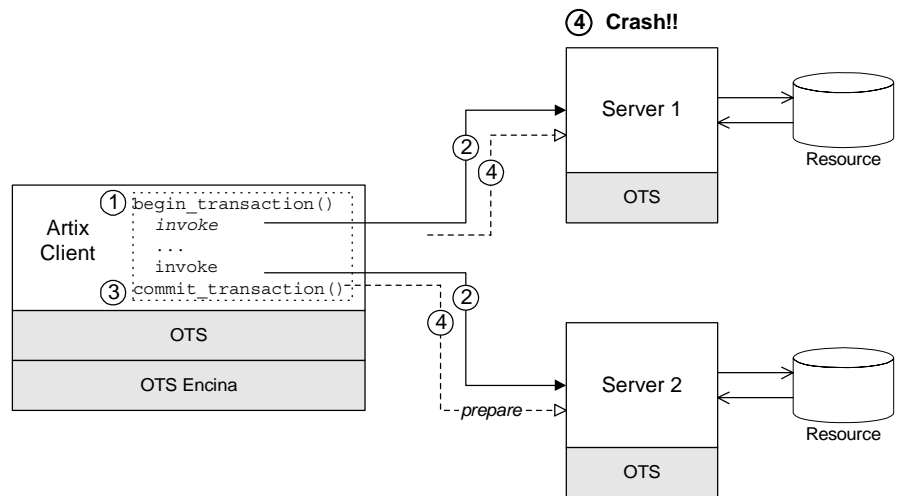 4 Crash!!
Server 1
OTS
Resource
2
4
Artix
Client
1 begin_transaction()
invoke
...
invoke
3 commit_transaction()
OTS
OTS Encina
2
4
prepare
Server 2
OTS
Resource